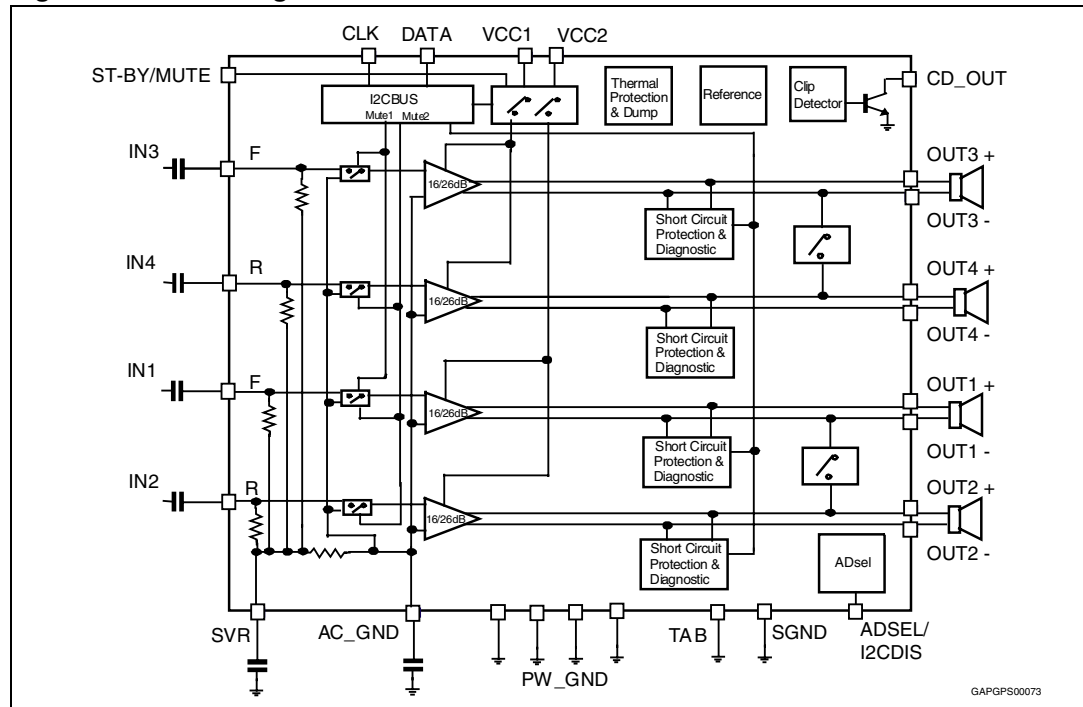 CLK DATA VCC1 VCC2
ST-BY/MUTE
I2CBUS
Mute1 Mute2
Thermal
Protection
& Dump
Reference
Clip
Detector
CD_OUT
IN3
F
16/26dB
Short Circuit
Protection &
Diagnostic
OUT3 +
OUT3 -
IN4
R
16/26dB
Short Circuit
Protection &
Diagnostic
OUT4 +
OUT4 -
IN1
F
16/26dB
Short Circuit
Protection &
Diagnostic
OUT1 +
OUT1 -
IN2
R
16/26dB
Short Circuit
Protection &
Diagnostic
OUT2 +
OUT2 -
ADsel
SVR
AC_GND
PW_GND
TAB
SGND
ADSEL/
I2CDIS
GAPGPS00073